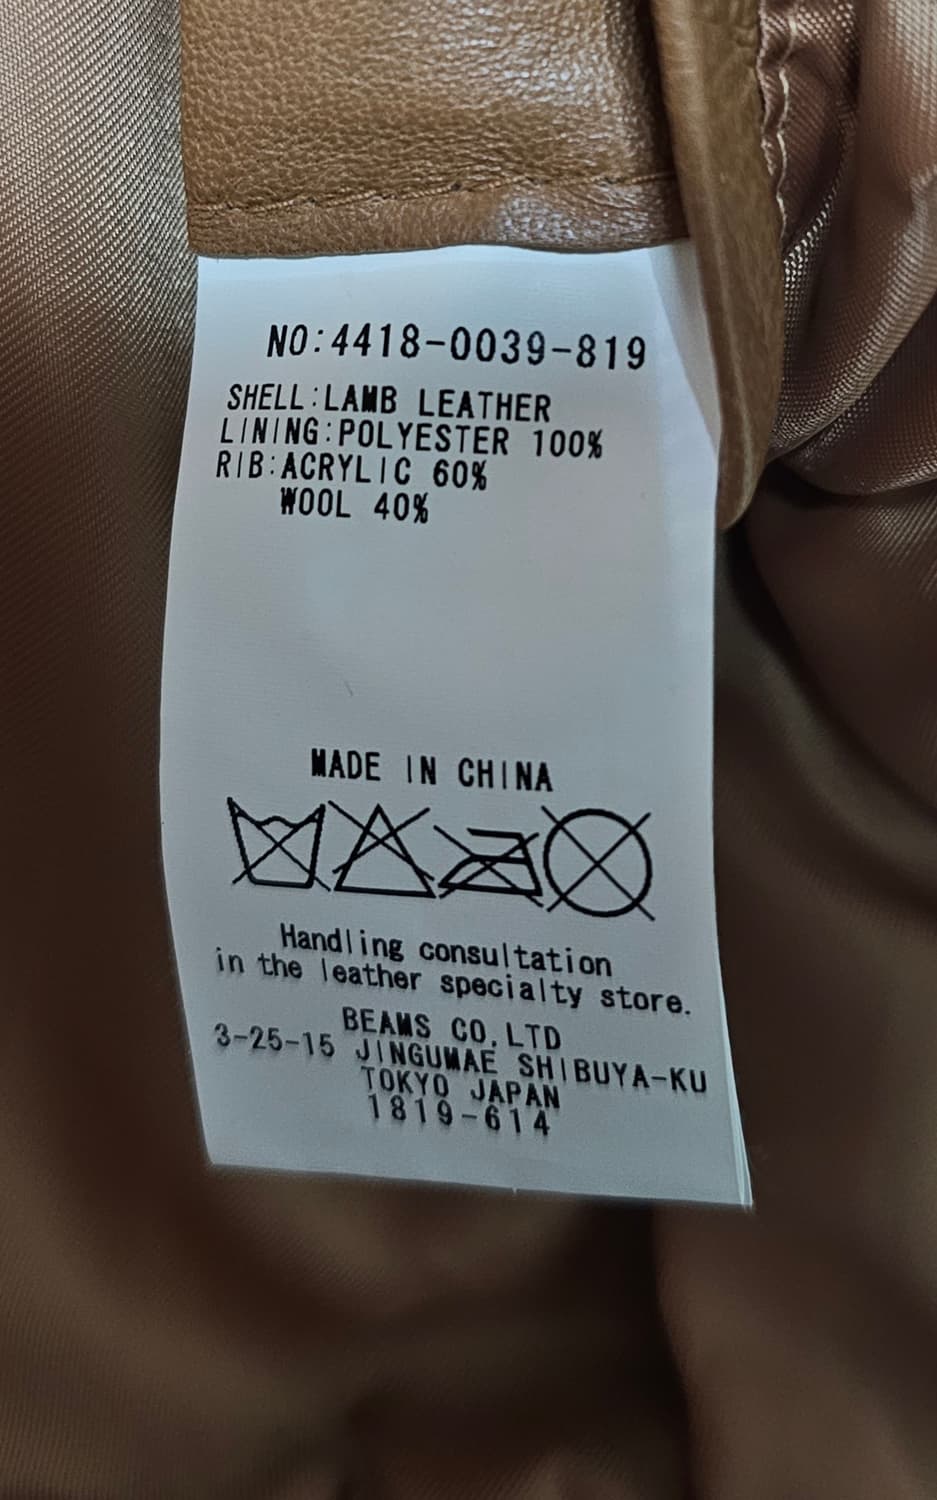 NO:4418-0039-819
SHELL:LAMB LEATHER
LINING:POLYESTER 100%
RIB:ACRYLIC 60%
WOOL 40%
MADE IN CHINA
Handling consultation
in the leather specialty store.
BEAMS CO.LTD
3-25-15 JINGUMAE SHIBUYA-KU
TOKYO JAPAN
1819-614